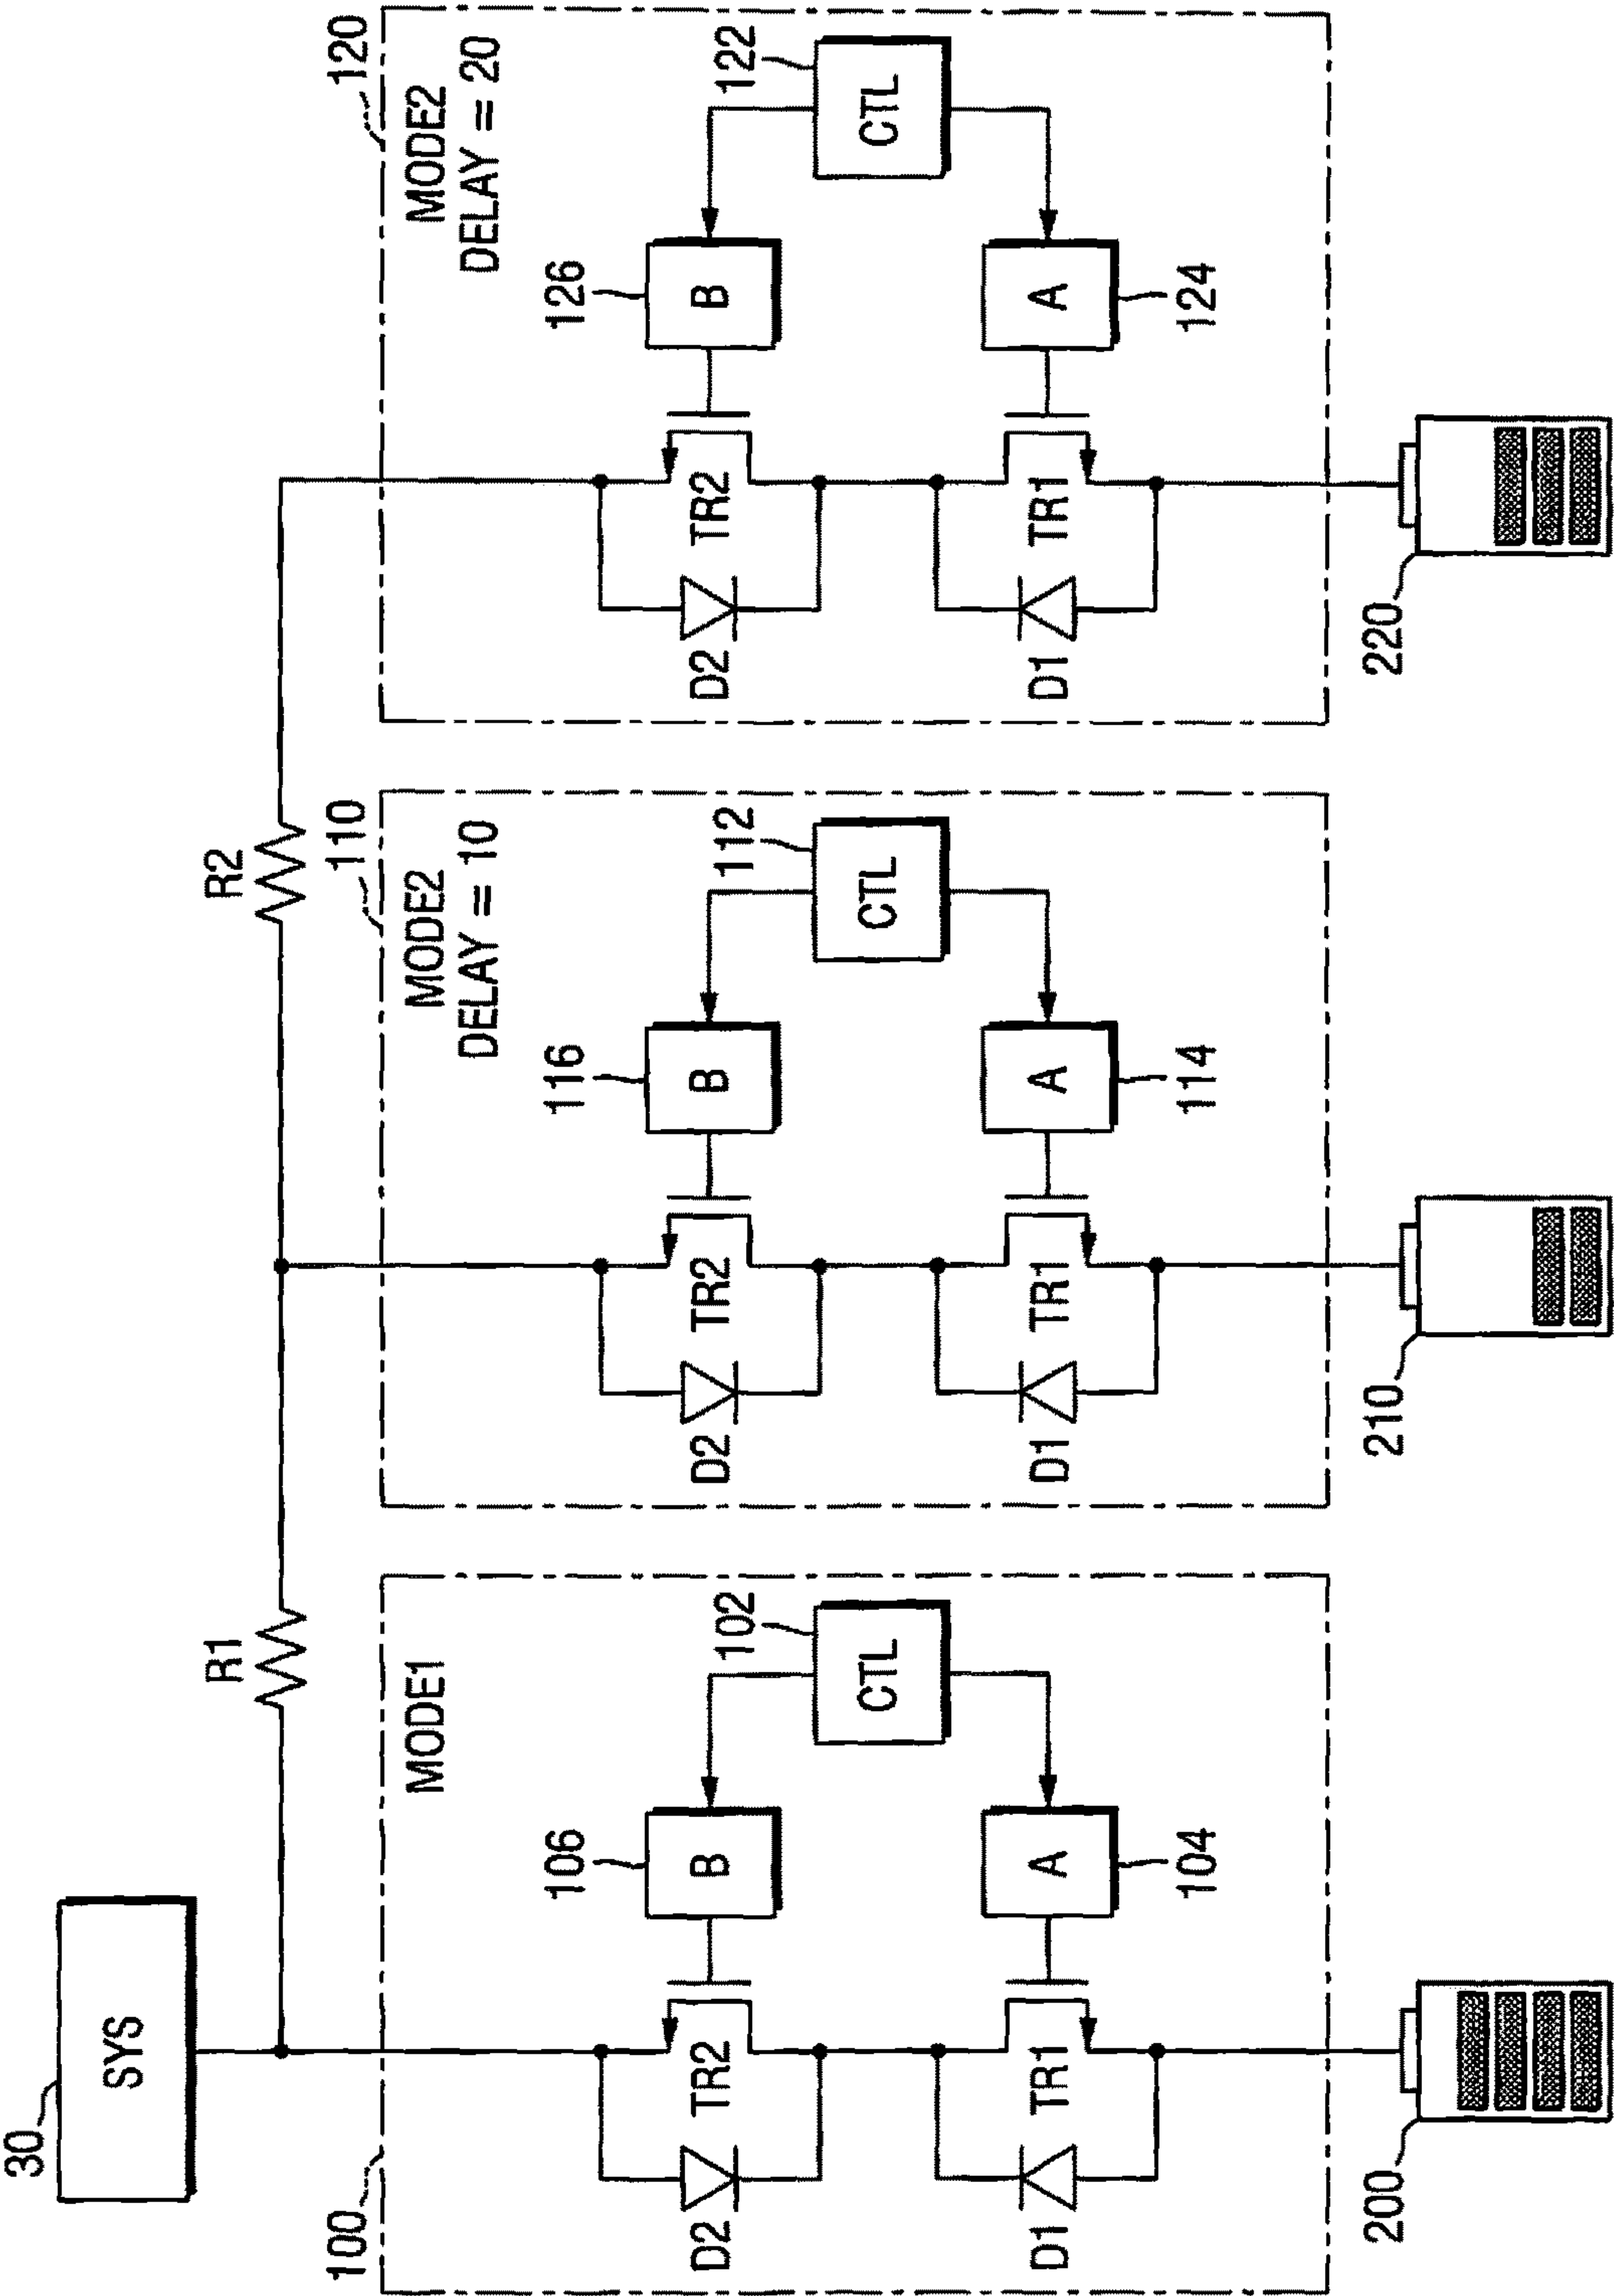 30
SYS
R1
R2
100
MODE1
102
CTL
106
B
104
A
TR2
D2
TR1
D1
200
110
MODE2
DELAY = 10
112
CTL
116
B
114
A
TR2
D2
TR1
D1
210
120
MODE2
DELAY = 20
122
CTL
126
B
124
A
TR2
D2
TR1
D1
220